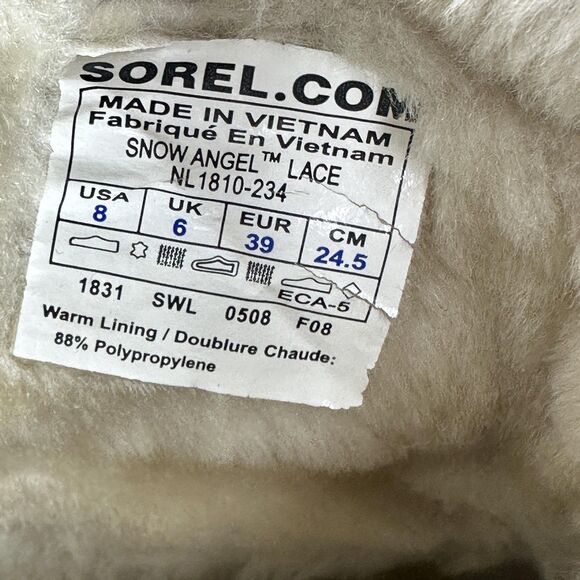 SOREL.COM
MADE IN VIETNAM
Fabriqué En Vietnam
SNOW ANGEL™ LACE
NL1810-234
USA UK EUR CM
8 6 39 24.5
ECA-5
1831 SWL 0508 F08
Warm Lining / Doublure Chaude:
88% Polypropylene